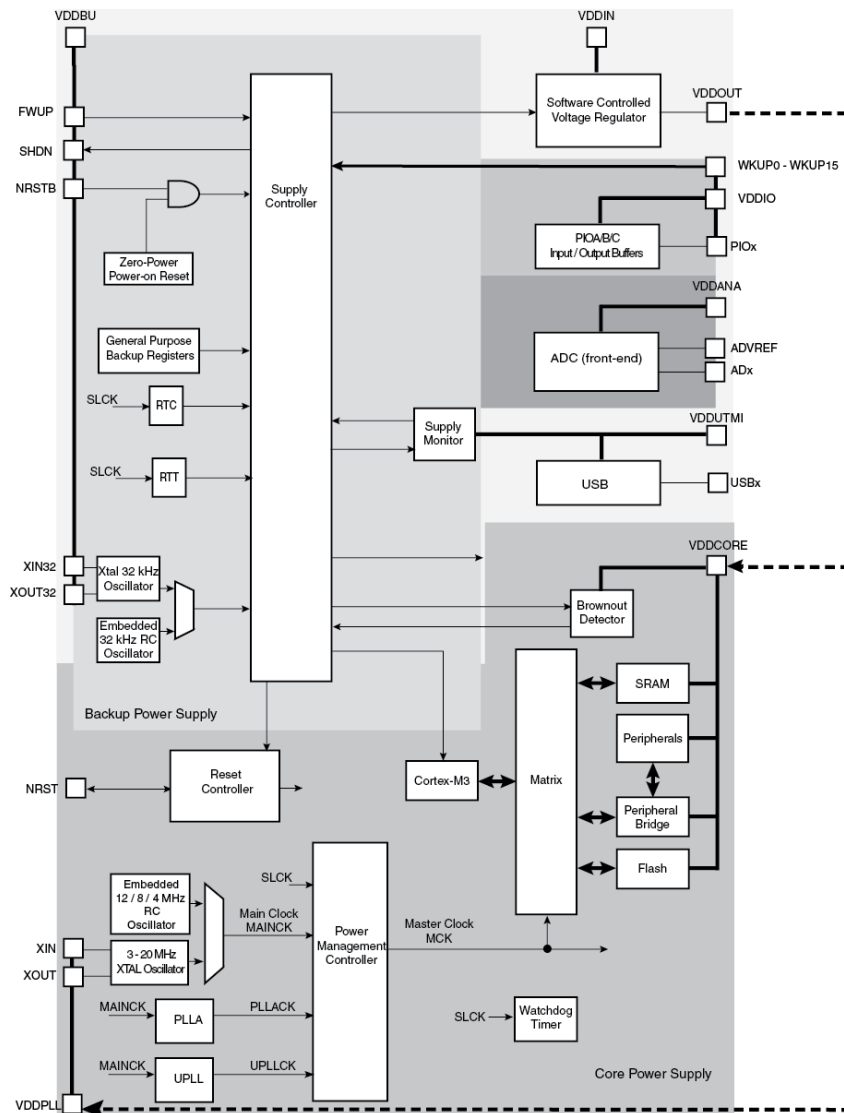 VDDBU
VDDIN
FWUP
SHDN
NRSTB
Zero-Power
Power-on Reset
General Purpose
Backup Registers
SLCK
RTC
SLCK
RTT
XIN32
XOUT32
Xtal 32 kHz
Oscillator
Embedded
32 kHz RC
Oscillator
Supply
Controller
Backup Power Supply
Software Controlled
Voltage Regulator
VDDOUT
WKUP0 - WKUP15
VDDIO
PIOA/B/C
Input / Output Buffers
PIOx
VDDANA
ADC (front-end)
ADVREF
ADx
Supply
Monitor
VDDUTMI
USB
USBx
VDDCORE
Brownout
Detector
SRAM
Peripherals
Matrix
Cortex-M3
Peripheral
Bridge
Flash
NRST
Reset
Controller
Embedded
12 / 8 / 4 MHz
RC
Oscillator
SLCK
Main Clock
MAINCK
XIN
XOUT
3 - 20 MHz
XTAL Oscillator
Power
Management
Controller
Master Clock
MCK
MAINCK
PLLA
PLLACK
MAINCK
UPLL
UPLLCK
SLCK
Watchdog
Timer
VDDPLL
Core Power Supply